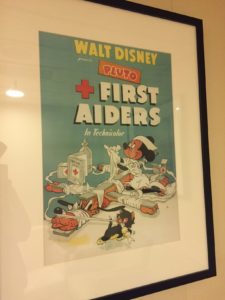 WALT DISNEY
presents
PLUTO
FIRST
AIDERS
In Technicolor